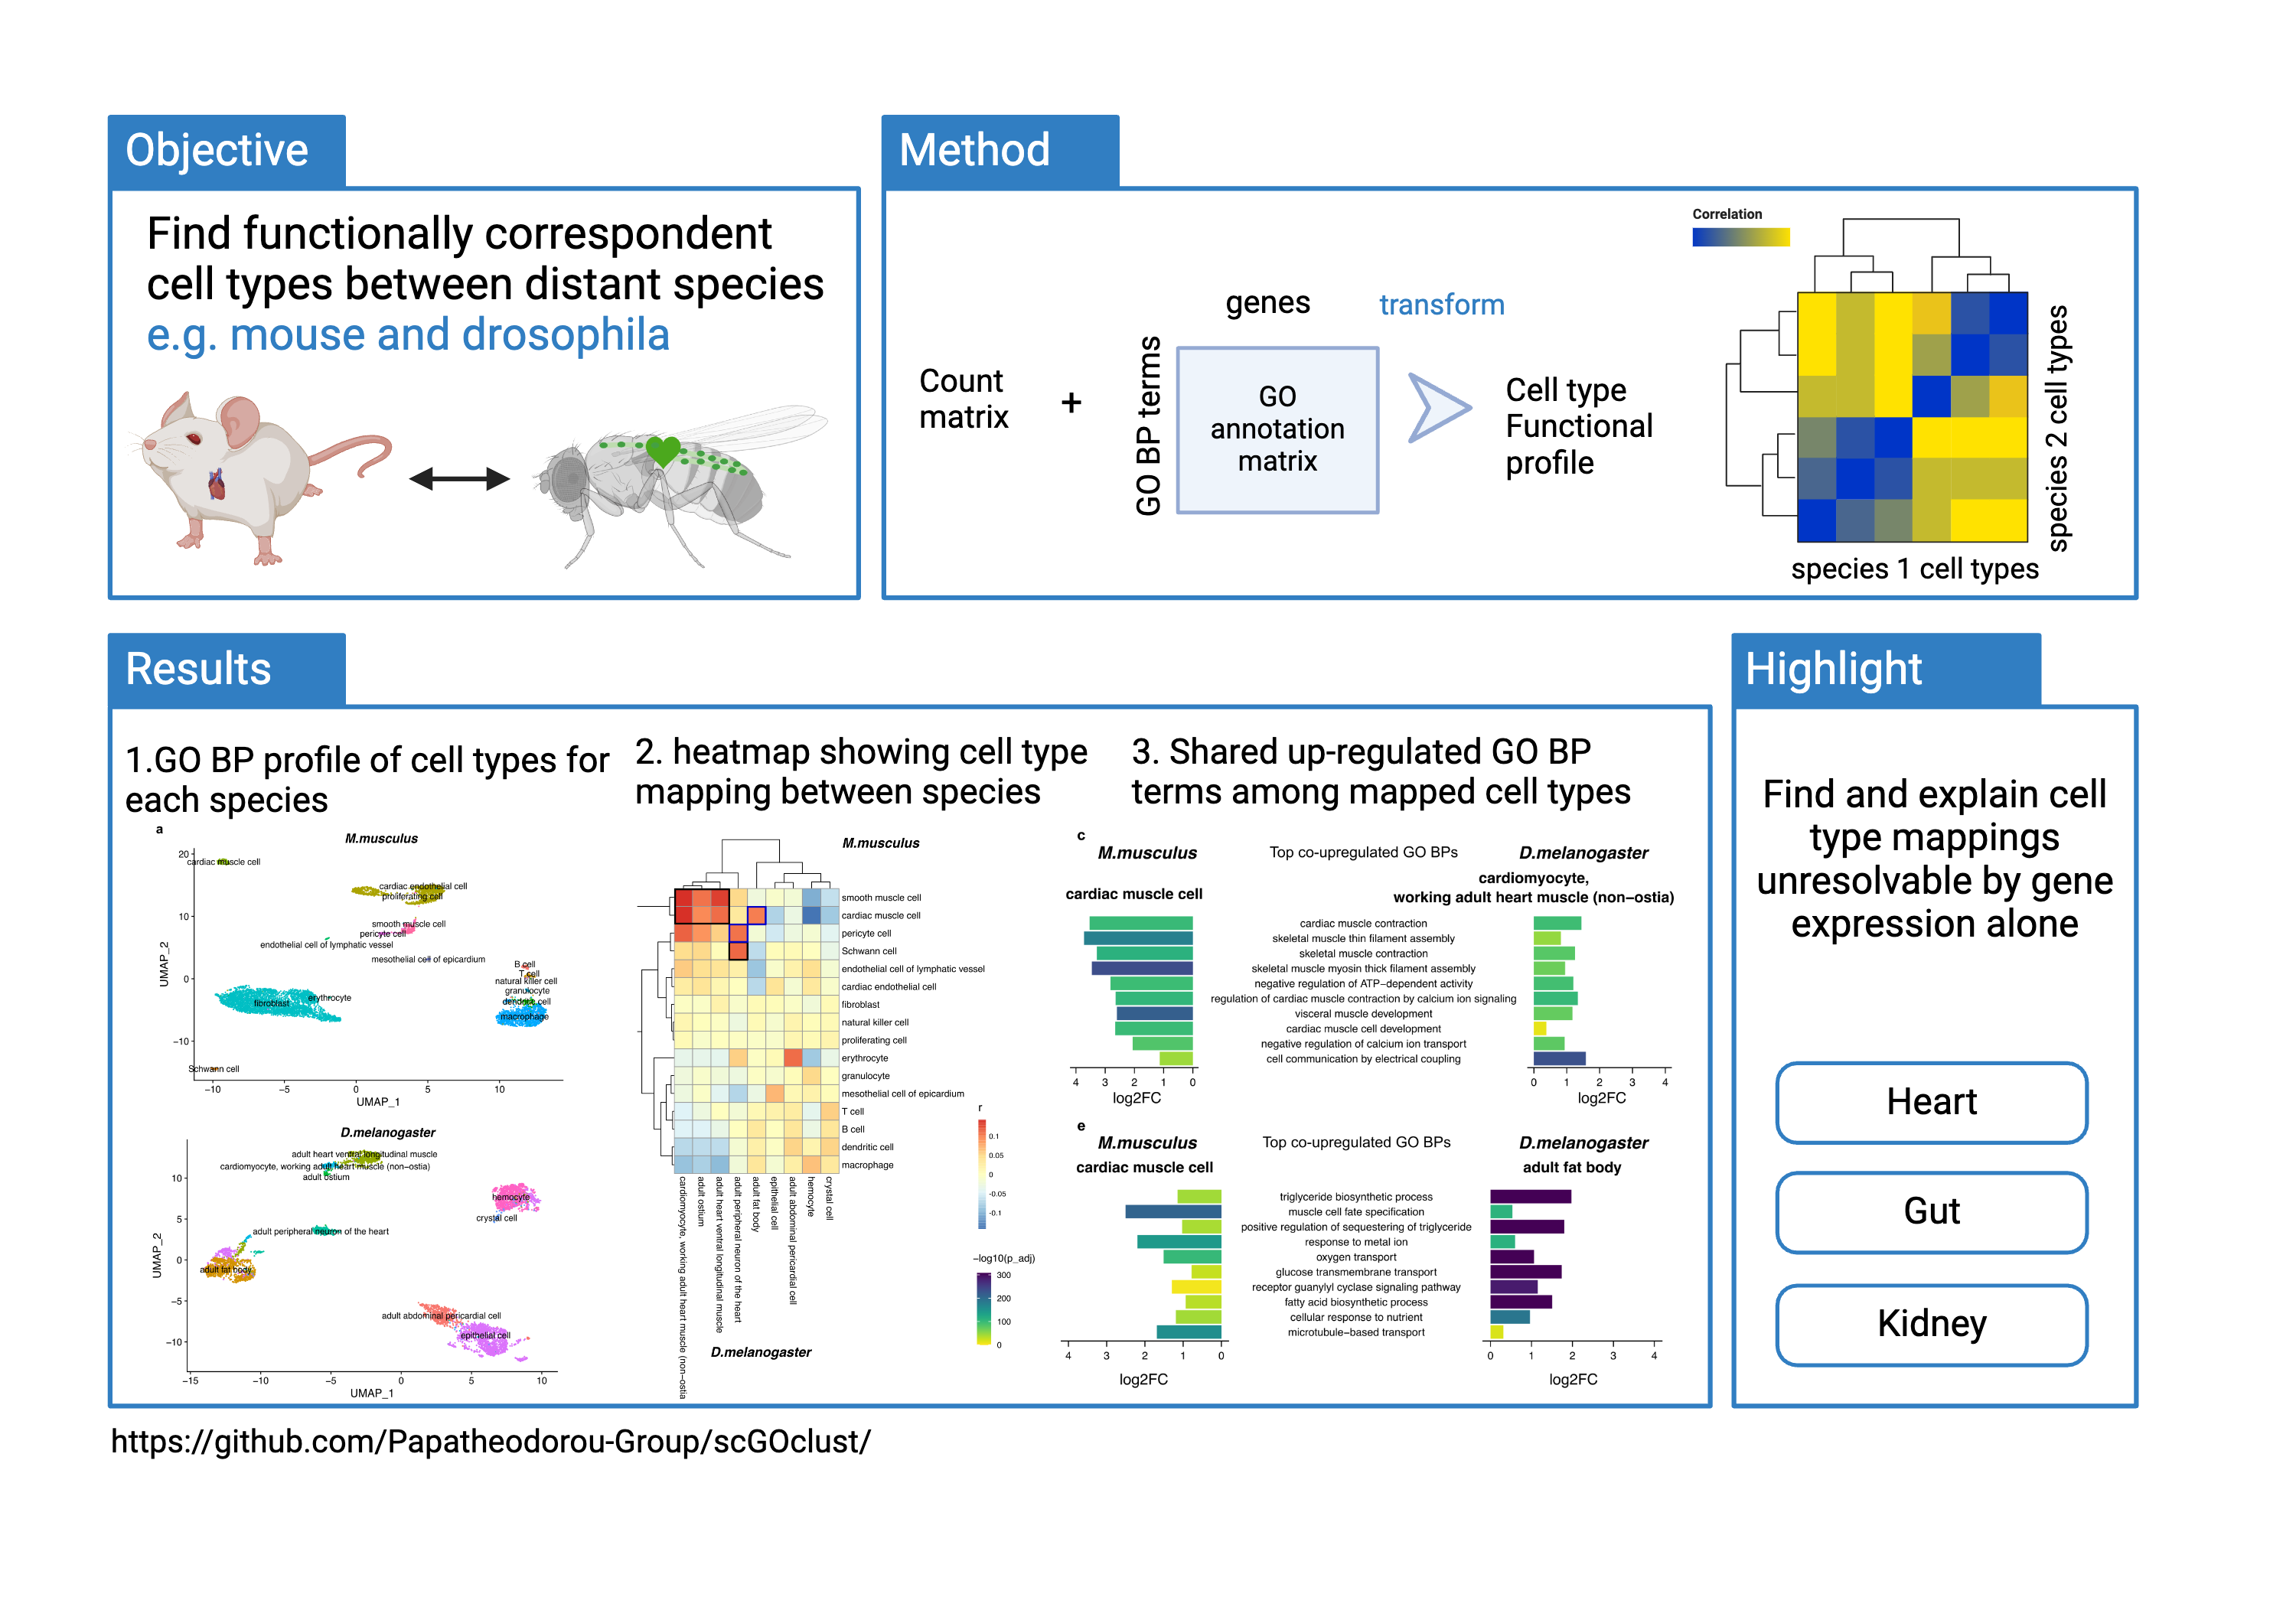 Objective
Find functionally correspondent
cell types between distant species
e.g. mouse and drosophila
Method
Count
matrix
+
genes
GO BP terms
GO
annotation
matrix
transform
Cell type
Functional
profile
Correlation
species 2 cell types
species 1 cell types
Results
1.GO BP profile of cell types for
each species
a
M.musculus
20
10
0
−10
UMAP_2
cardiac muscle cell
cardiac endothelial cell
proliferating cell
smooth muscle cell
pericyte cell
endothelial cell of lymphatic vessel
mesothelial cell of epicardium
B cell
T cell
natural killer cell
granulocyte
dendritic cell
macrophage
erythrocyte
fibroblast
Schwann cell
−10 −5 0 5 10
UMAP_1
D.melanogaster
10
5
0
−5
−10
UMAP_2
adult heart ventral longitudinal muscle
cardiomyocyte, working adult heart muscle (non−ostia)
adult ostium
hemocyte
crystal cell
adult peripheral neuron of the heart
adult fat body
adult abdominal pericardial cell
epithelial cell
−15 −10 −5 0 5 10
UMAP_1
2. heatmap showing cell type
mapping between species
M.musculus
smooth muscle cell
cardiac muscle cell
pericyte cell
Schwann cell
endothelial cell of lymphatic vessel
cardiac endothelial cell
fibroblast
natural killer cell
proliferating cell
erythrocyte
granulocyte
mesothelial cell of epicardium
T cell
B cell
dendritic cell
macrophage
cardiomyocyte, working adult heart muscle (non−ostia
adult ostium
adult heart ventral longitudinal muscle
adult peripheral neuron of the heart
adult fat body
epithelial cell
adult abdominal pericardial cell
hemocyte
crystal cell
D.melanogaster
r
0.1
0.05
0
−0.05
−0.1
−log10(p_adj)
300
200
100
0
3. Shared up-regulated GO BP
terms among mapped cell types
c
M.musculus
Top co−upregulated GO BPs
D.melanogaster
cardiac muscle cell
cardiomyocyte,
working adult heart muscle (non−ostia)
cardiac muscle contraction
skeletal muscle thin filament assembly
skeletal muscle contraction
skeletal muscle myosin thick filament assembly
negative regulation of ATP−dependent activity
regulation of cardiac muscle contraction by calcium ion signaling
visceral muscle development
cardiac muscle cell development
negative regulation of calcium ion transport
cell communication by electrical coupling
4 3 2 1 0
log2FC
0 1 2 3 4
log2FC
e
M.musculus
Top co−upregulated GO BPs
D.melanogaster
cardiac muscle cell
adult fat body
triglyceride biosynthetic process
muscle cell fate specification
positive regulation of sequestering of triglyceride
response to metal ion
oxygen transport
glucose transmembrane transport
receptor guanylyl cyclase signaling pathway
fatty acid biosynthetic process
cellular response to nutrient
microtubule−based transport
4 3 2 1 0
log2FC
0 1 2 3 4
log2FC
Highlight
Find and explain cell
type mappings
unresolvable by gene
expression alone
Heart
Gut
Kidney
https://github.com/Papatheodorou-Group/scGOclust/